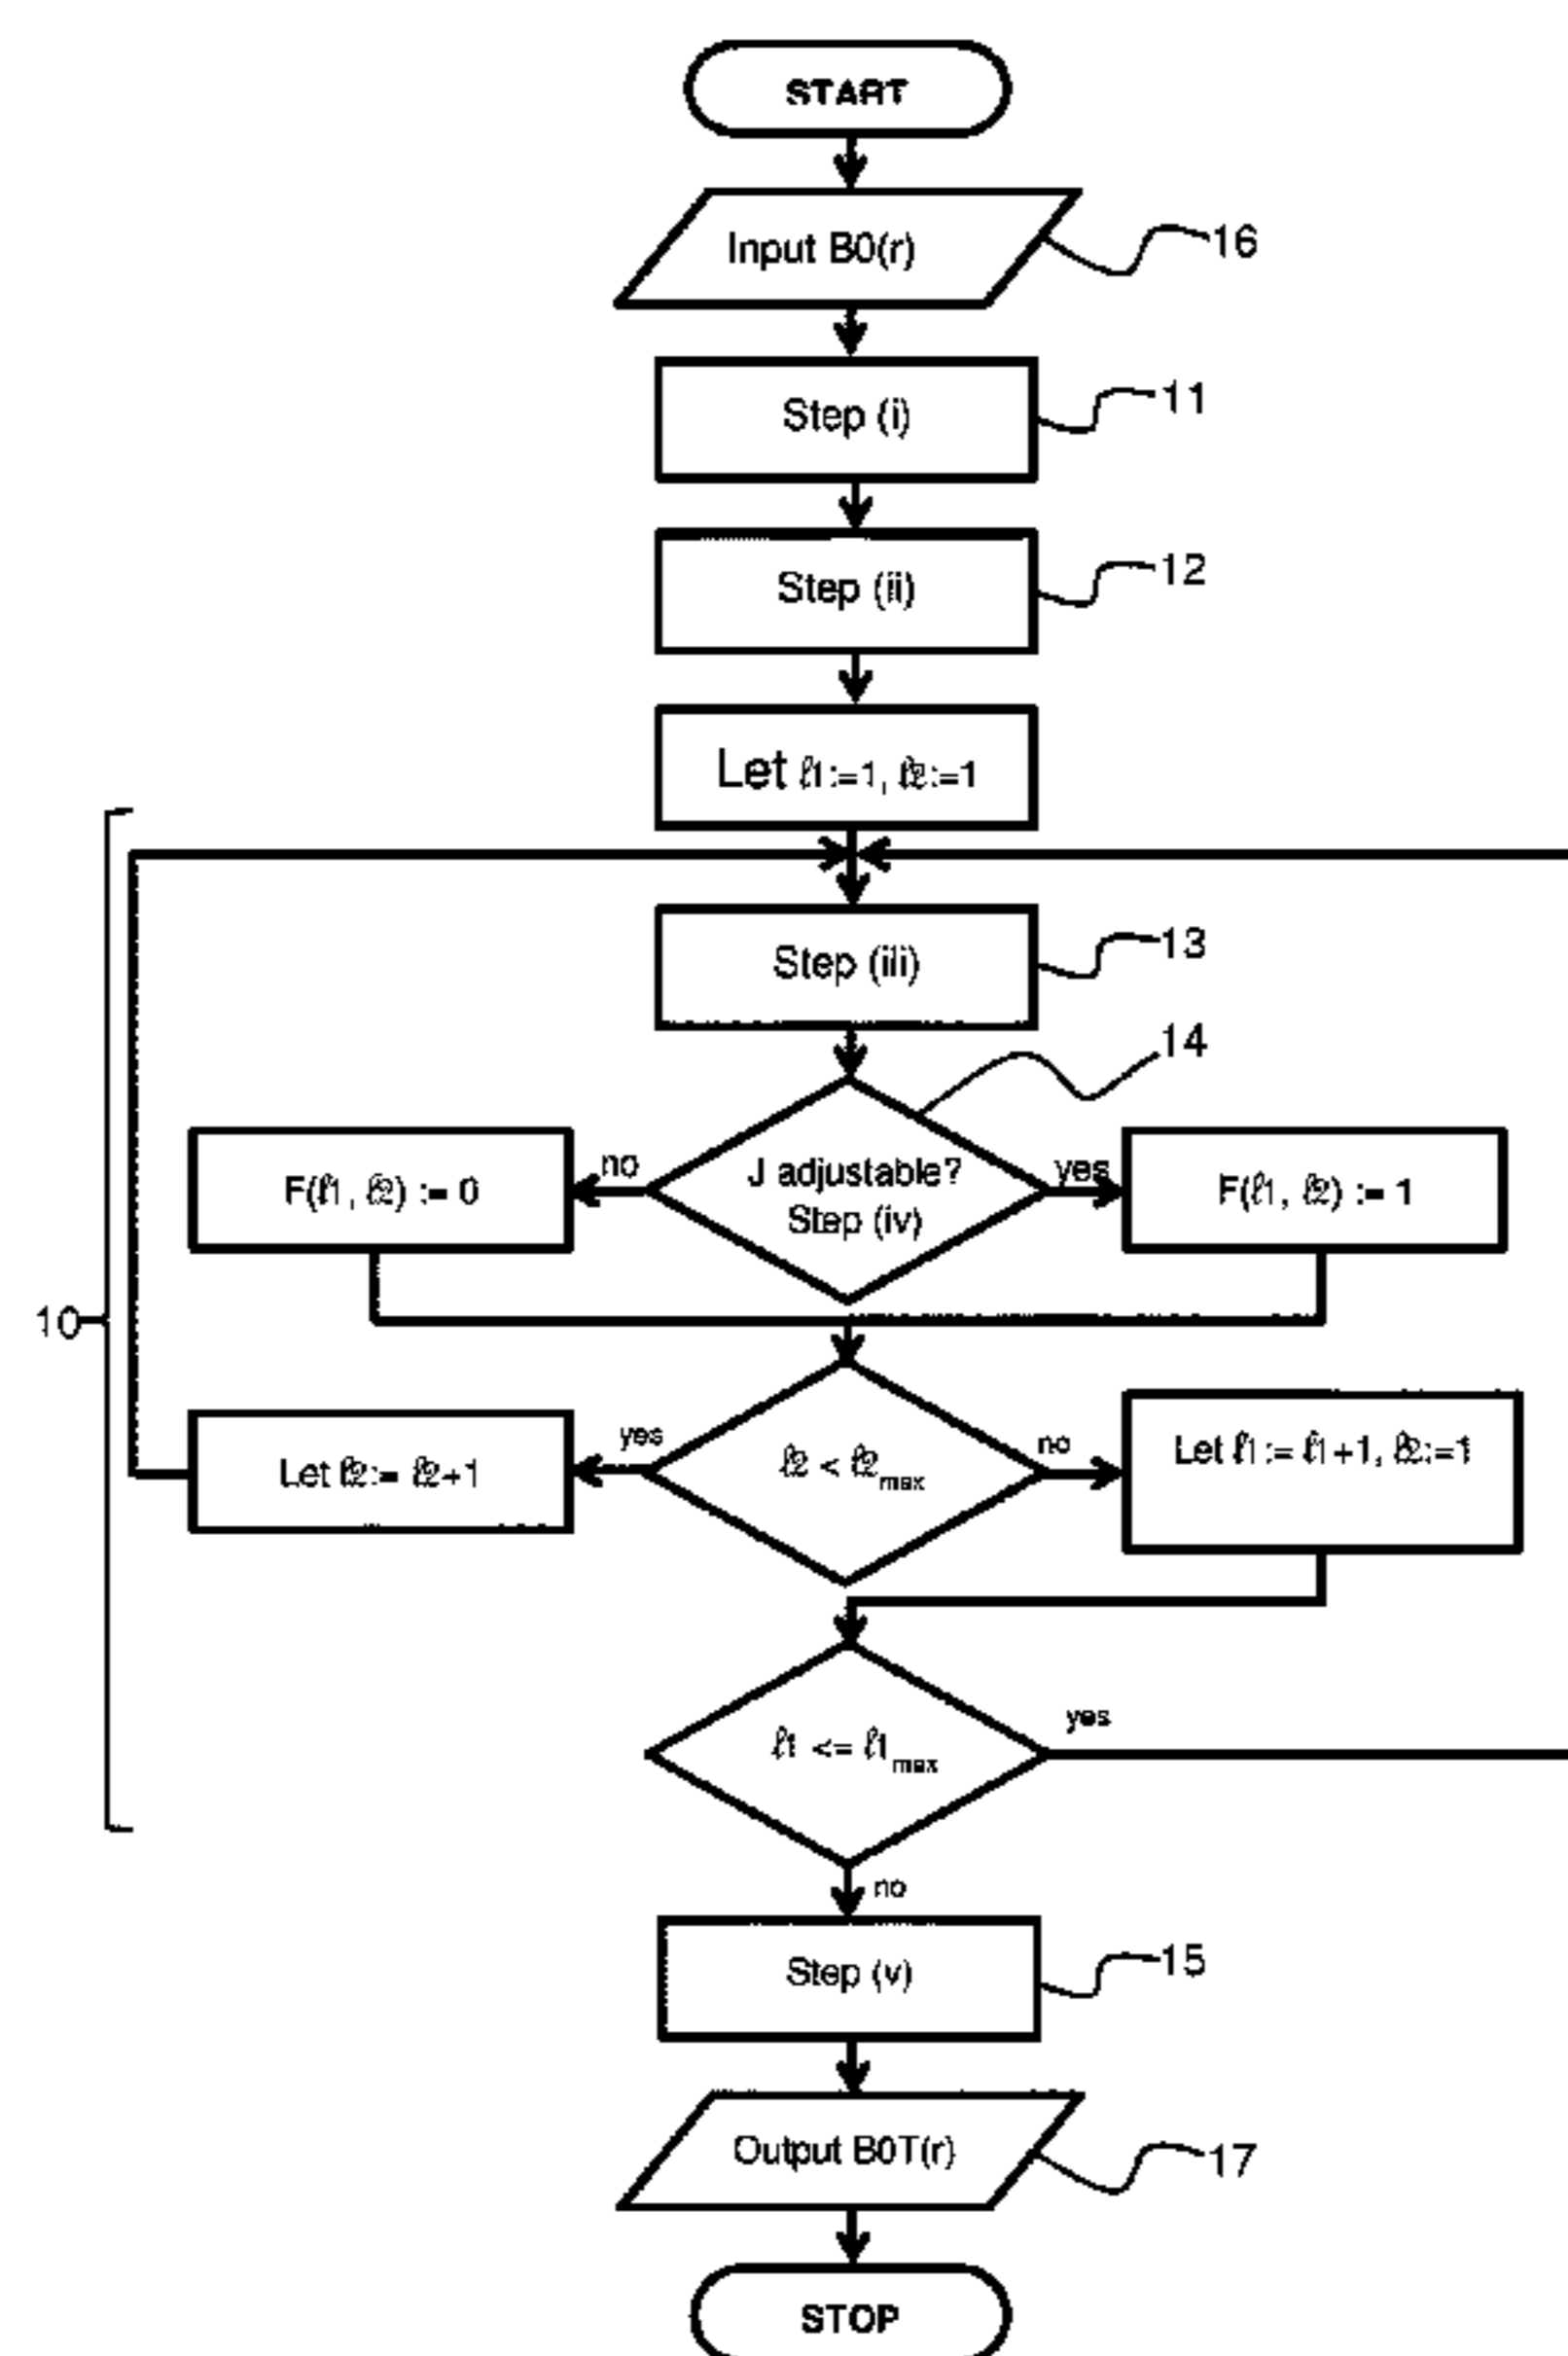 START
Input B0(r)
16
Step (i)
11
Step (ii)
12
Let ℓ1:=1, ℓ2:=1
Step (iii)
13
14
F(ℓ1, ℓ2) := 0
no
J adjustable?
Step (iv)
yes
F(ℓ1, ℓ2) := 1
10
Let ℓ2:= ℓ2+1
yes
ℓ2 < ℓ2max
no
Let ℓ1:= ℓ1+1, ℓ2:=1
ℓ1 <= ℓ1max
yes
no
Step (v)
15
Output B0T(r)
17
STOP